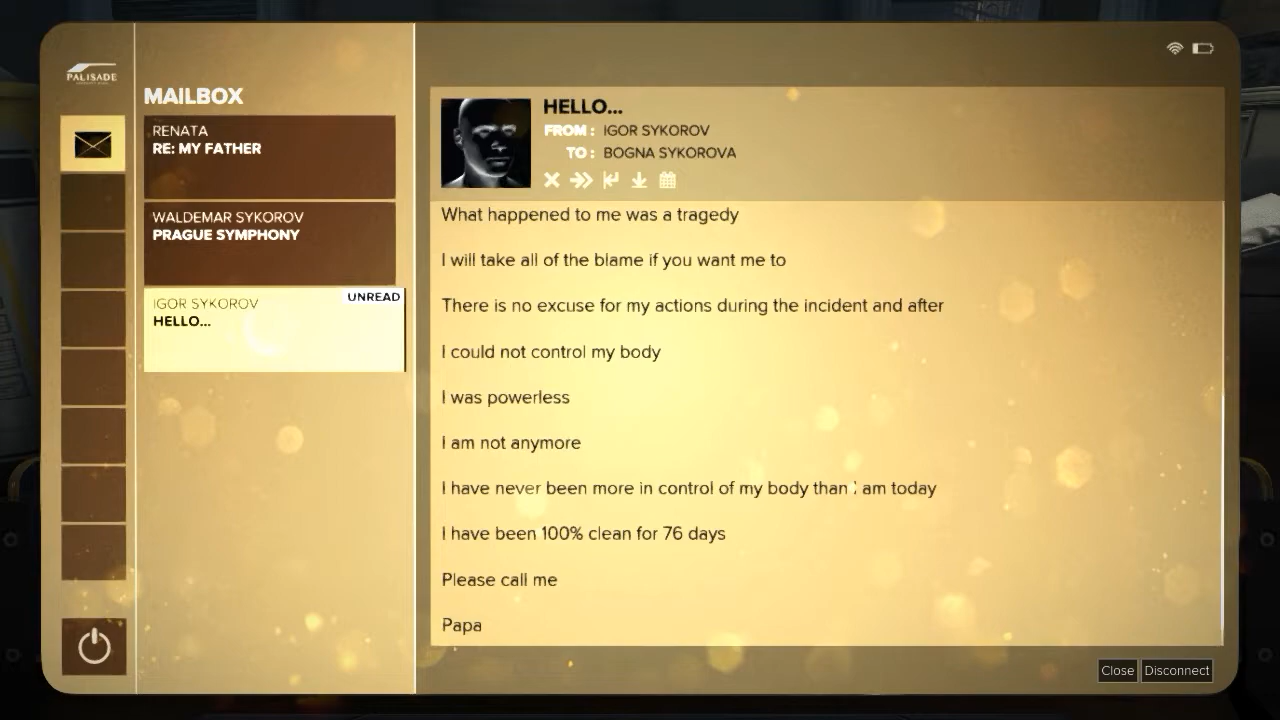 PALISADE
MAILBOX
RENATA
RE: MY FATHER
WALDEMAR SYKOROV
PRAGUE SYMPHONY
UNREAD
IGOR SYKOROV
HELLO...
HELLO...
FROM : IGOR SYKOROV
TO : BOGNA SYKOROVA
What happened to me was a tragedy
I will take all of the blame if you want me to
There is no excuse for my actions during the incident and after
I could not control my body
I was powerless
I am not anymore
I have never been more in control of my body than I am today
I have been 100% clean for 76 days
Please call me
Papa
Close Disconnect